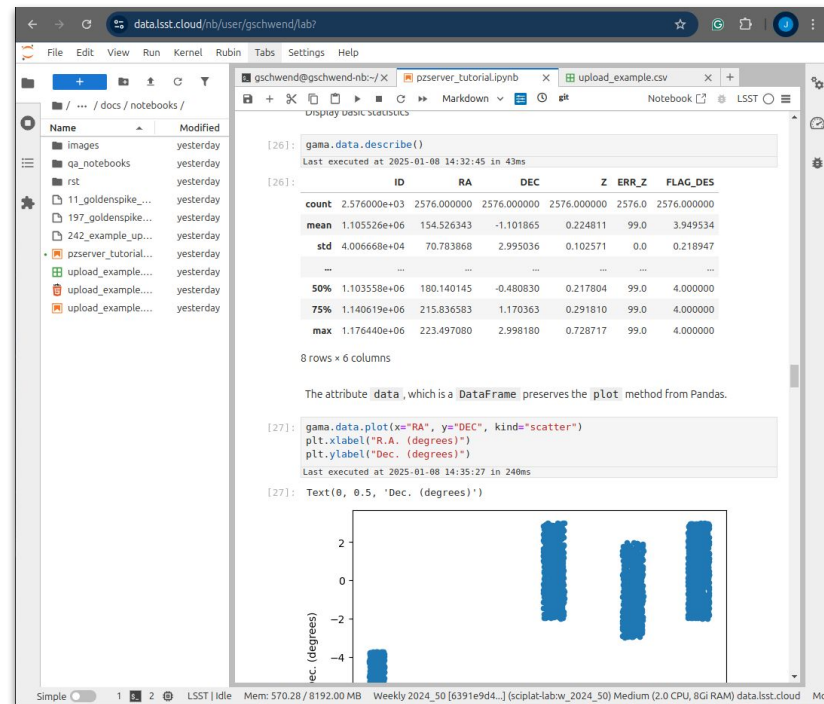 data.lsst.cloud/nb/user/gschwend/lab?
File Edit View Run Kernel Rubin Tabs Settings Help
gschwend@gschwend-nb:~/ pzserver_tutorial.ipynb upload_example.csv
/ ... / docs / notebooks /
Markdown git Notebook LSST
Name Modified
images yesterday
qa_notebooks yesterday
rst yesterday
11_goldenspike_... yesterday
197_goldenspike... yesterday
242_example_up... yesterday
pzserver_tutorial... yesterday
upload_example.... yesterday
upload_example.... yesterday
upload_example.... yesterday
Display basic statistics
[26]: gama.data.describe()
Last executed at 2025-01-08 14:32:45 in 43ms
[26]: ID RA DEC Z ERR_Z FLAG_DES
count 2.576000e+03 2576.000000 2576.000000 2576.000000 2576.0 2576.000000
mean 1.105526e+06 154.526343 -1.101865 0.224811 99.0 3.949534
std 4.006668e+04 70.783868 2.995036 0.102571 0.0 0.218947
... ... ... ... ... ... ...
50% 1.103558e+06 180.140145 -0.480830 0.217804 99.0 4.000000
75% 1.140619e+06 215.836583 1.170363 0.291810 99.0 4.000000
max 1.176440e+06 223.497080 2.998180 0.728717 99.0 4.000000
8 rows × 6 columns
The attribute data , which is a DataFrame preserves the plot method from Pandas.
[27]: gama.data.plot(x="RA", y="DEC", kind="scatter")
plt.xlabel("R.A. (degrees)")
plt.ylabel("Dec. (degrees)")
Last executed at 2025-01-08 14:35:27 in 240ms
[27]: Text(0, 0.5, 'Dec. (degrees)')
2
0
−2
−4
ec. (degrees)
Simple 1 2 LSST | Idle Mem: 570.28 / 8192.00 MB Weekly 2024_50 [6391e9d4...] (sciplat-lab:w_2024_50) Medium (2.0 CPU, 8Gi RAM) data.lsst.cloud Mo